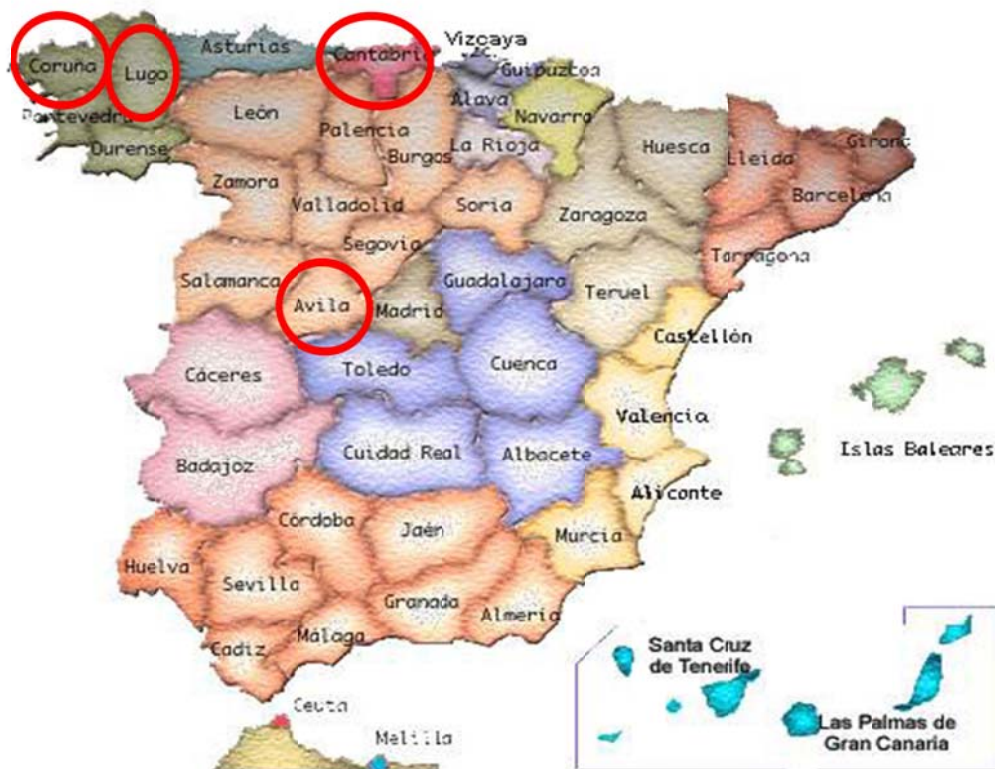 Asturias
Cantabria
Vizcaya
Coruña
Lugo
Guipuzcoa
Alava
León
Navarra
Pontevedra
Palencia
La Rioja
Huesca
Girona
Ourense
Burgos
Lleida
Zamora
Barcelona
Valladolid
Soria
Zaragoza
Segovia
Tarragona
Salamanca
Guadalajara
Teruel
Avila
Madrid
Castellón
Cáceres
Toledo
Cuenca
Valencia
Islas Baleares
Badajoz
Cuidad Real
Albacete
Alicante
Córdoba
Jaén
Murcia
Huelva
Sevilla
Granada
Almería
Málaga
Cadiz
Santa Cruz
de Tenerife
Ceuta
Las Palmas de
Gran Canaria
Melilla